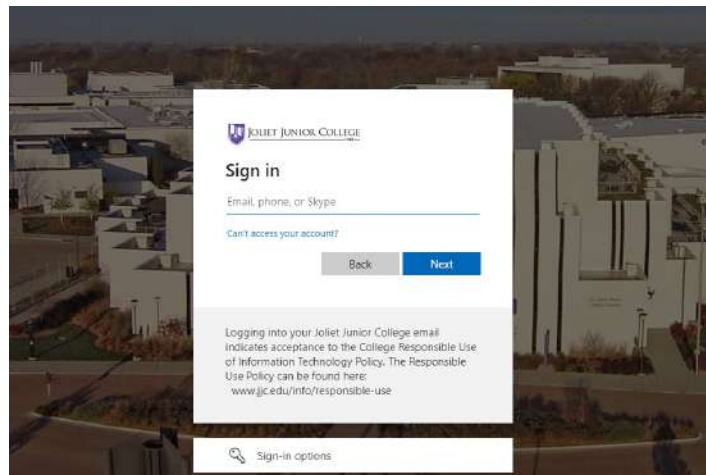 JOLIET JUNIOR COLLEGE
Sign in
Email, phone, or Skype
Can't access your account?
Back Next
Logging into your Joliet Junior College email
indicates acceptance to the College Responsible Use
of Information Technology Policy. The Responsible
Use Policy can be found here:
www.jjc.edu/info/responsible-use
Sign-in options